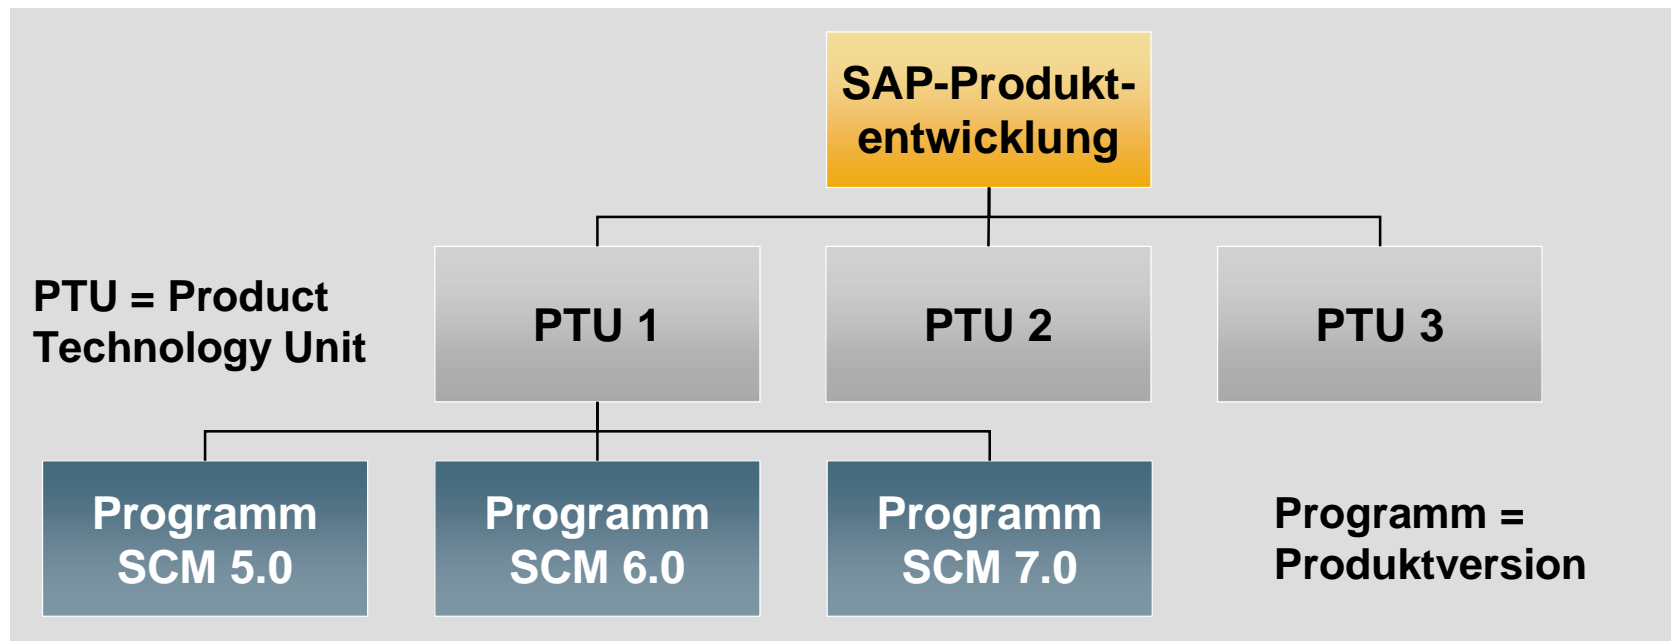 SAP-Produkt-
entwicklung
PTU = Product
Technology Unit
PTU 1
PTU 2
PTU 3
Programm
SCM 5.0
Programm
SCM 6.0
Programm
SCM 7.0
Programm =
Produktversion